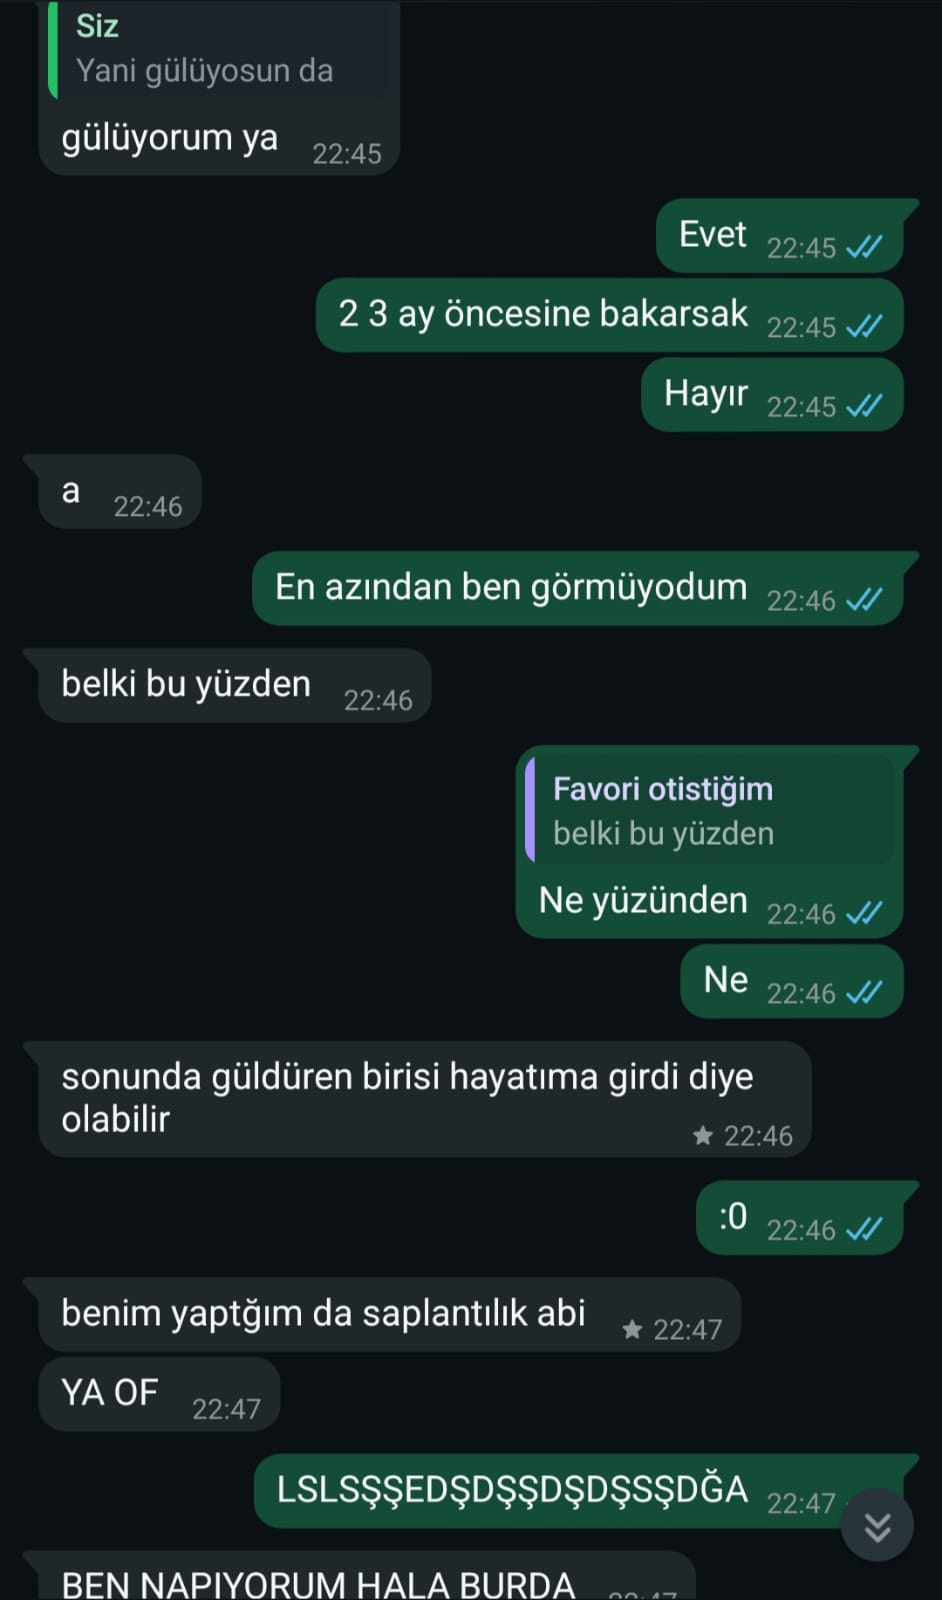 Siz
Yani gülüyosun da
gülüyorum ya 22:45
Evet 22:45
2 3 ay öncesine bakarsak 22:45
Hayır 22:45
a 22:46
En azından ben görmüyodum 22:46
belki bu yüzden 22:46
Favori otistiğim
belki bu yüzden
Ne yüzünden 22:46
Ne 22:46
sonunda güldüren birisi hayatıma girdi diye
olabilir 22:46
:0 22:46
benim yaptğım da saplantılık abi 22:47
YA OF 22:47
LSLSŞŞEDŞDŞŞDŞDŞSŞDĞA 22:47
BEN NAPIYORUM HALA BURDA 22:47